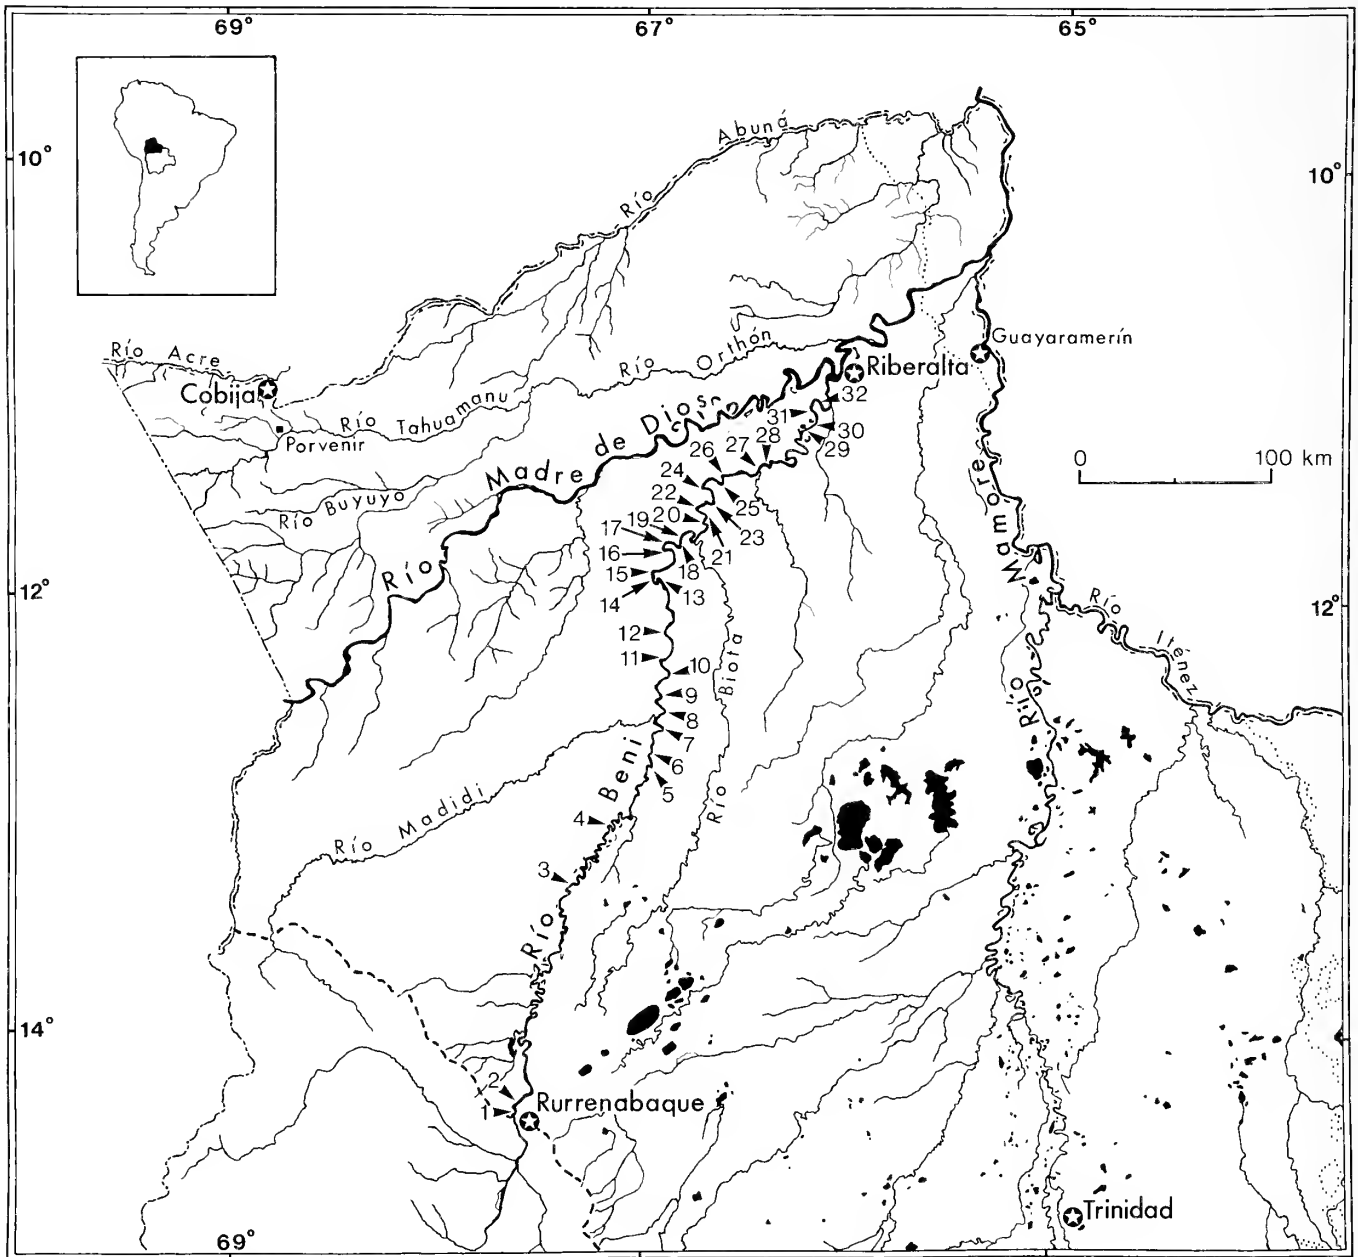 69°
67°
65°
10°
10°
Río Abuná
Río Acre
Cobija
Porvenir
Río Tahuamanu
Río Orthón
Guayaramerín
Riberalta
Río Madre de Dios
Río Buyuyo
0 100 km
32
31
30
29
28
27
26
25
24
23
22
21
20
19
18
17
16
15
14
13
12
11
10
9
8
7
6
5
4
3
2
1
12°
12°
Río Mamoré
Río Iténez
Río Biata
Río Beni
Río Madidi
14°
Rurrenabaque
Trinidad
69°